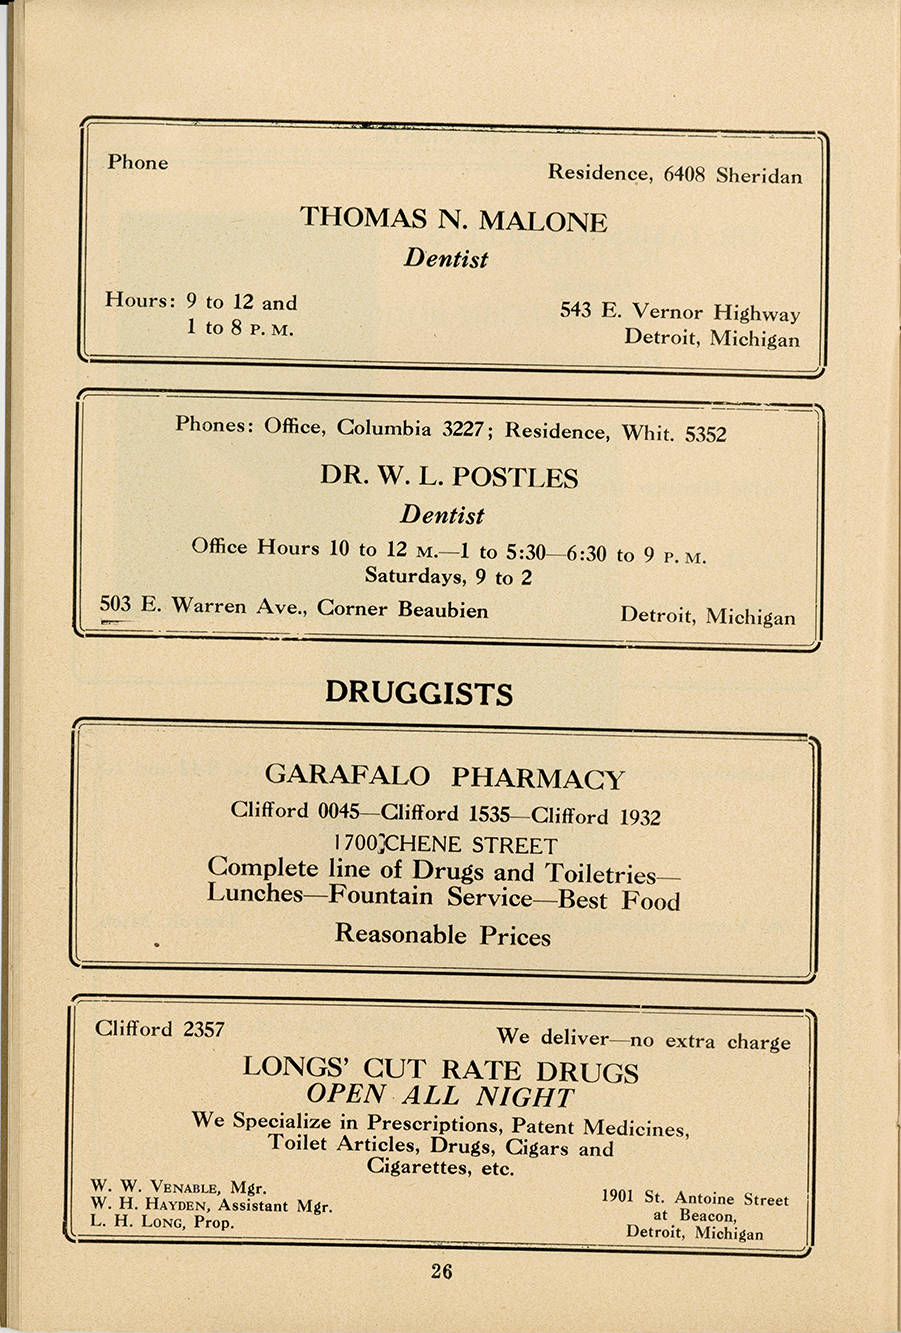 Phone
Residence, 6408 Sheridan
THOMAS N. MALONE
Dentist
Hours: 9 to 12 and
1 to 8 P. M.
543 E. Vernor Highway
Detroit, Michigan
Phones: Office, Columbia 3227; Residence, Whit. 5352
DR. W. L. POSTLES
Dentist
Office Hours 10 to 12 M.—1 to 5:30—6:30 to 9 P. M.
Saturdays, 9 to 2
503 E. Warren Ave., Corner Beaubien
Detroit, Michigan
DRUGGISTS
GARAFALO PHARMACY
Clifford 0045—Clifford 1535—Clifford 1932
1700 CHENE STREET
Complete line of Drugs and Toiletries—
Lunches—Fountain Service—Best Food
Reasonable Prices
Clifford 2357
We deliver—no extra charge
LONGS' CUT RATE DRUGS
OPEN ALL NIGHT
We Specialize in Prescriptions, Patent Medicines,
Toilet Articles, Drugs, Cigars and
Cigarettes, etc.
W. W. VENABLE, Mgr.
W. H. HAYDEN, Assistant Mgr.
L. H. LONG, Prop.
1901 St. Antoine Street
at Beacon,
Detroit, Michigan
26